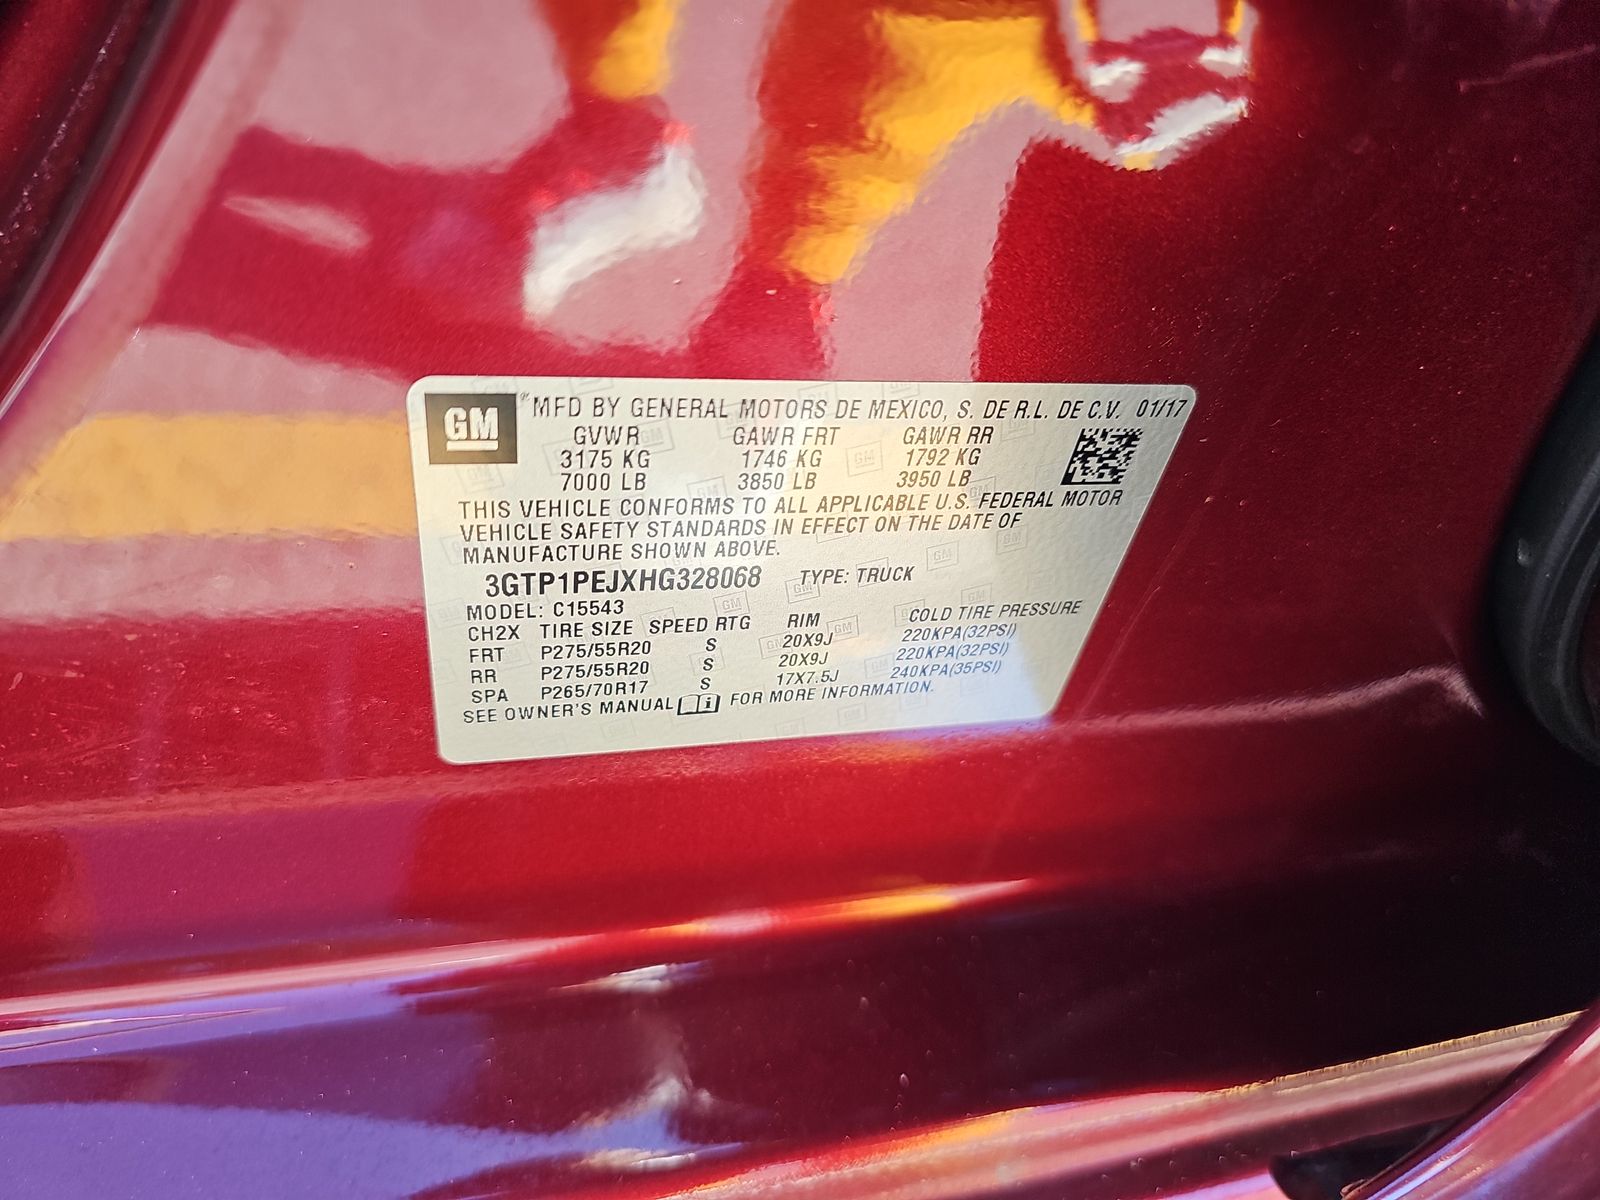 GM MFD BY GENERAL MOTORS DE MEXICO, S. DE R.L. DE C.V. 01/17
GVWR GAWR FRT GAWR RR
3175 KG 1746 KG 1792 KG
7000 LB 3850 LB 3950 LB
THIS VEHICLE CONFORMS TO ALL APPLICABLE U.S. FEDERAL MOTOR
VEHICLE SAFETY STANDARDS IN EFFECT ON THE DATE OF
MANUFACTURE SHOWN ABOVE.
3GTP1PEJXHG328068 TYPE: TRUCK
MODEL: C15543
CH2X TIRE SIZE SPEED RTG RIM COLD TIRE PRESSURE
FRT P275/55R20 S 20X9J 220KPA(32PSI)
RR P275/55R20 S 20X9J 220KPA(32PSI)
SPA P265/70R17 S 17X7.5J 240KPA(35PSI)
SEE OWNER'S MANUAL FOR MORE INFORMATION.